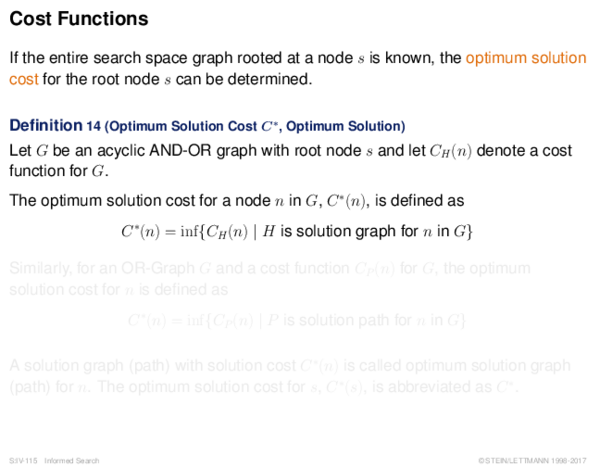 Cost Functions
If the entire search space graph rooted at a node s is known, the optimum solution
cost for the root node s can be determined.
Definition 14 (Optimum Solution Cost C*, Optimum Solution)
Let G be an acyclic AND-OR graph with root node s and let C_H(n) denote a cost
function for G.
The optimum solution cost for a node n in G, C*(n), is defined as
C*(n) = inf{C_H(n) | H is solution graph for n in G}
Similarly, for an OR-Graph G and a cost function C_P(n) for G, the optimum
solution cost for n is defined as
C*(n) = inf{C_P(n) | P is solution path for n in G}
A solution graph (path) with solution cost C*(n) is called optimum solution graph
(path) for n. The optimum solution cost for s, C*(s), is abbreviated as C*.
S:IV-115 Informed Search
©STEIN/LETTMANN 1998-2017